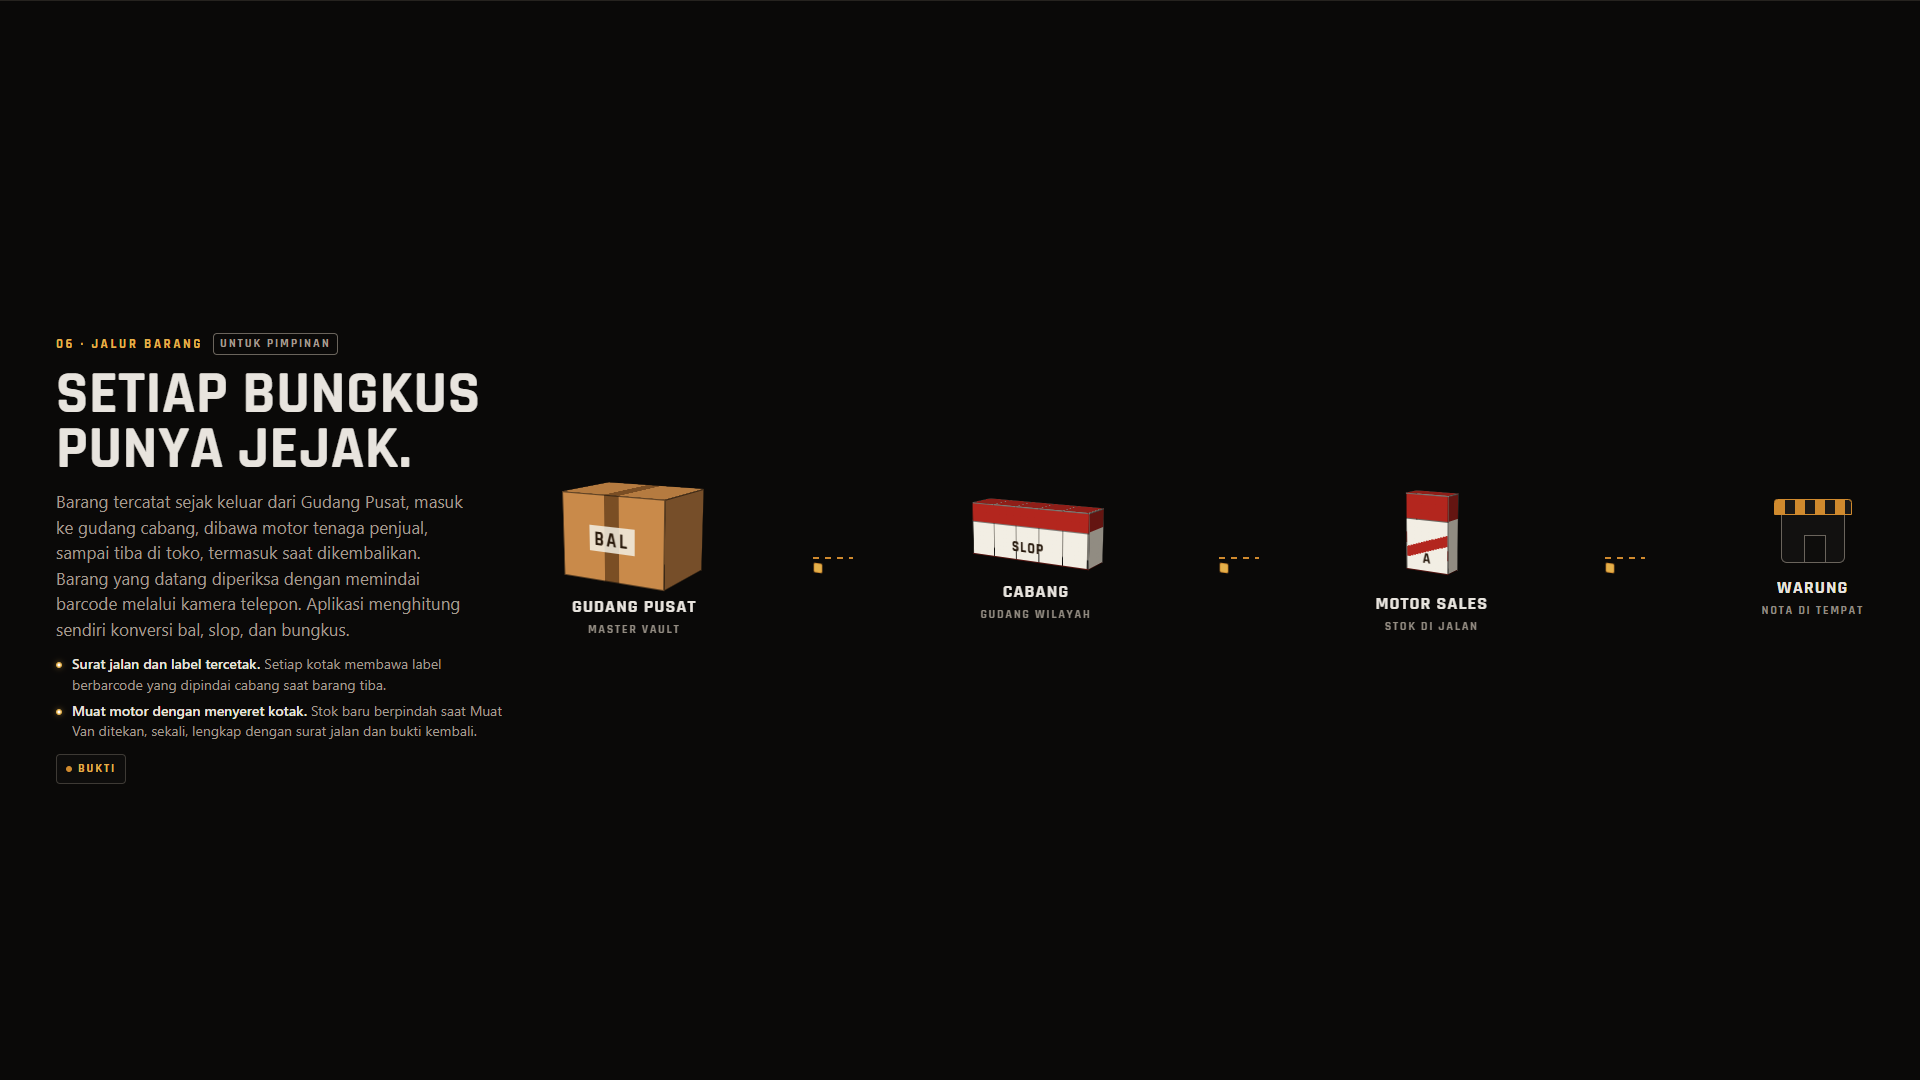 06 · JALUR BARANG
UNTUK PIMPINAN
SETIAP BUNGKUS
PUNYA JEJAK.
Barang tercatat sejak keluar dari Gudang Pusat, masuk
ke gudang cabang, dibawa motor tenaga penjual,
sampai tiba di toko, termasuk saat dikembalikan.
Barang yang datang diperiksa dengan memindai
barcode melalui kamera telepon. Aplikasi menghitung
sendiri konversi bal, slop, dan bungkus.
Surat jalan dan label tercetak. Setiap kotak membawa label
berbarcode yang dipindai cabang saat barang tiba.
Muat motor dengan menyeret kotak. Stok baru berpindah saat Muat
Van ditekan, sekali, lengkap dengan surat jalan dan bukti kembali.
BUKTI
BAL
GUDANG PUSAT
MASTER VAULT
SLOP
CABANG
GUDANG WILAYAH
A
MOTOR SALES
STOK DI JALAN
WARUNG
NOTA DI TEMPAT